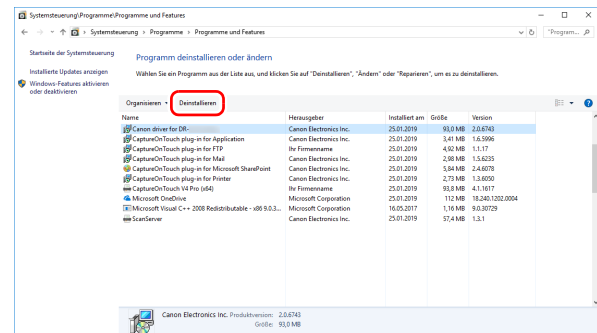 Systemsteuerung\Programme\Programme und Features
Systemsteuerung › Programme › Programme und Features
"Program...
Startseite der Systemsteuerung
Installierte Updates anzeigen
Windows-Features aktivieren
oder deaktivieren
Programm deinstallieren oder ändern
Wählen Sie ein Programm aus der Liste aus, und klicken Sie auf "Deinstallieren", "Ändern" oder "Reparieren", um es zu deinstallieren.
Organisieren Deinstallieren
Name Herausgeber Installiert am Größe Version
Canon driver for DR- Canon Electronics Inc. 25.01.2019 93,0 MB 2.0.6743
CaptureOnTouch plug-in for Application Canon Electronics Inc. 25.01.2019 3,41 MB 1.6.5996
CaptureOnTouch plug-in for FTP Ihr Firmenname 25.01.2019 4,92 MB 1.1.17
CaptureOnTouch plug-in for Mail Canon Electronics Inc. 25.01.2019 2,98 MB 1.5.6235
CaptureOnTouch plug-in for Microsoft SharePoint Canon Electronics Inc. 25.01.2019 5,84 MB 2.4.6078
CaptureOnTouch plug-in for Printer Canon Electronics Inc. 25.01.2019 2,73 MB 1.3.6050
CaptureOnTouch V4 Pro (x64) Ihr Firmenname 25.01.2019 93,8 MB 4.1.1617
Microsoft OneDrive Microsoft Corporation 25.01.2019 112 MB 18.240.1202.0004
Microsoft Visual C++ 2008 Redistributable - x86 9.0.3... Microsoft Corporation 16.05.2017 1,16 MB 9.0.30729
ScanServer Canon Electronics Inc. 25.01.2019 57,4 MB 1.3.1
Canon Electronics Inc. Produktversion: 2.0.6743
Größe: 93,0 MB